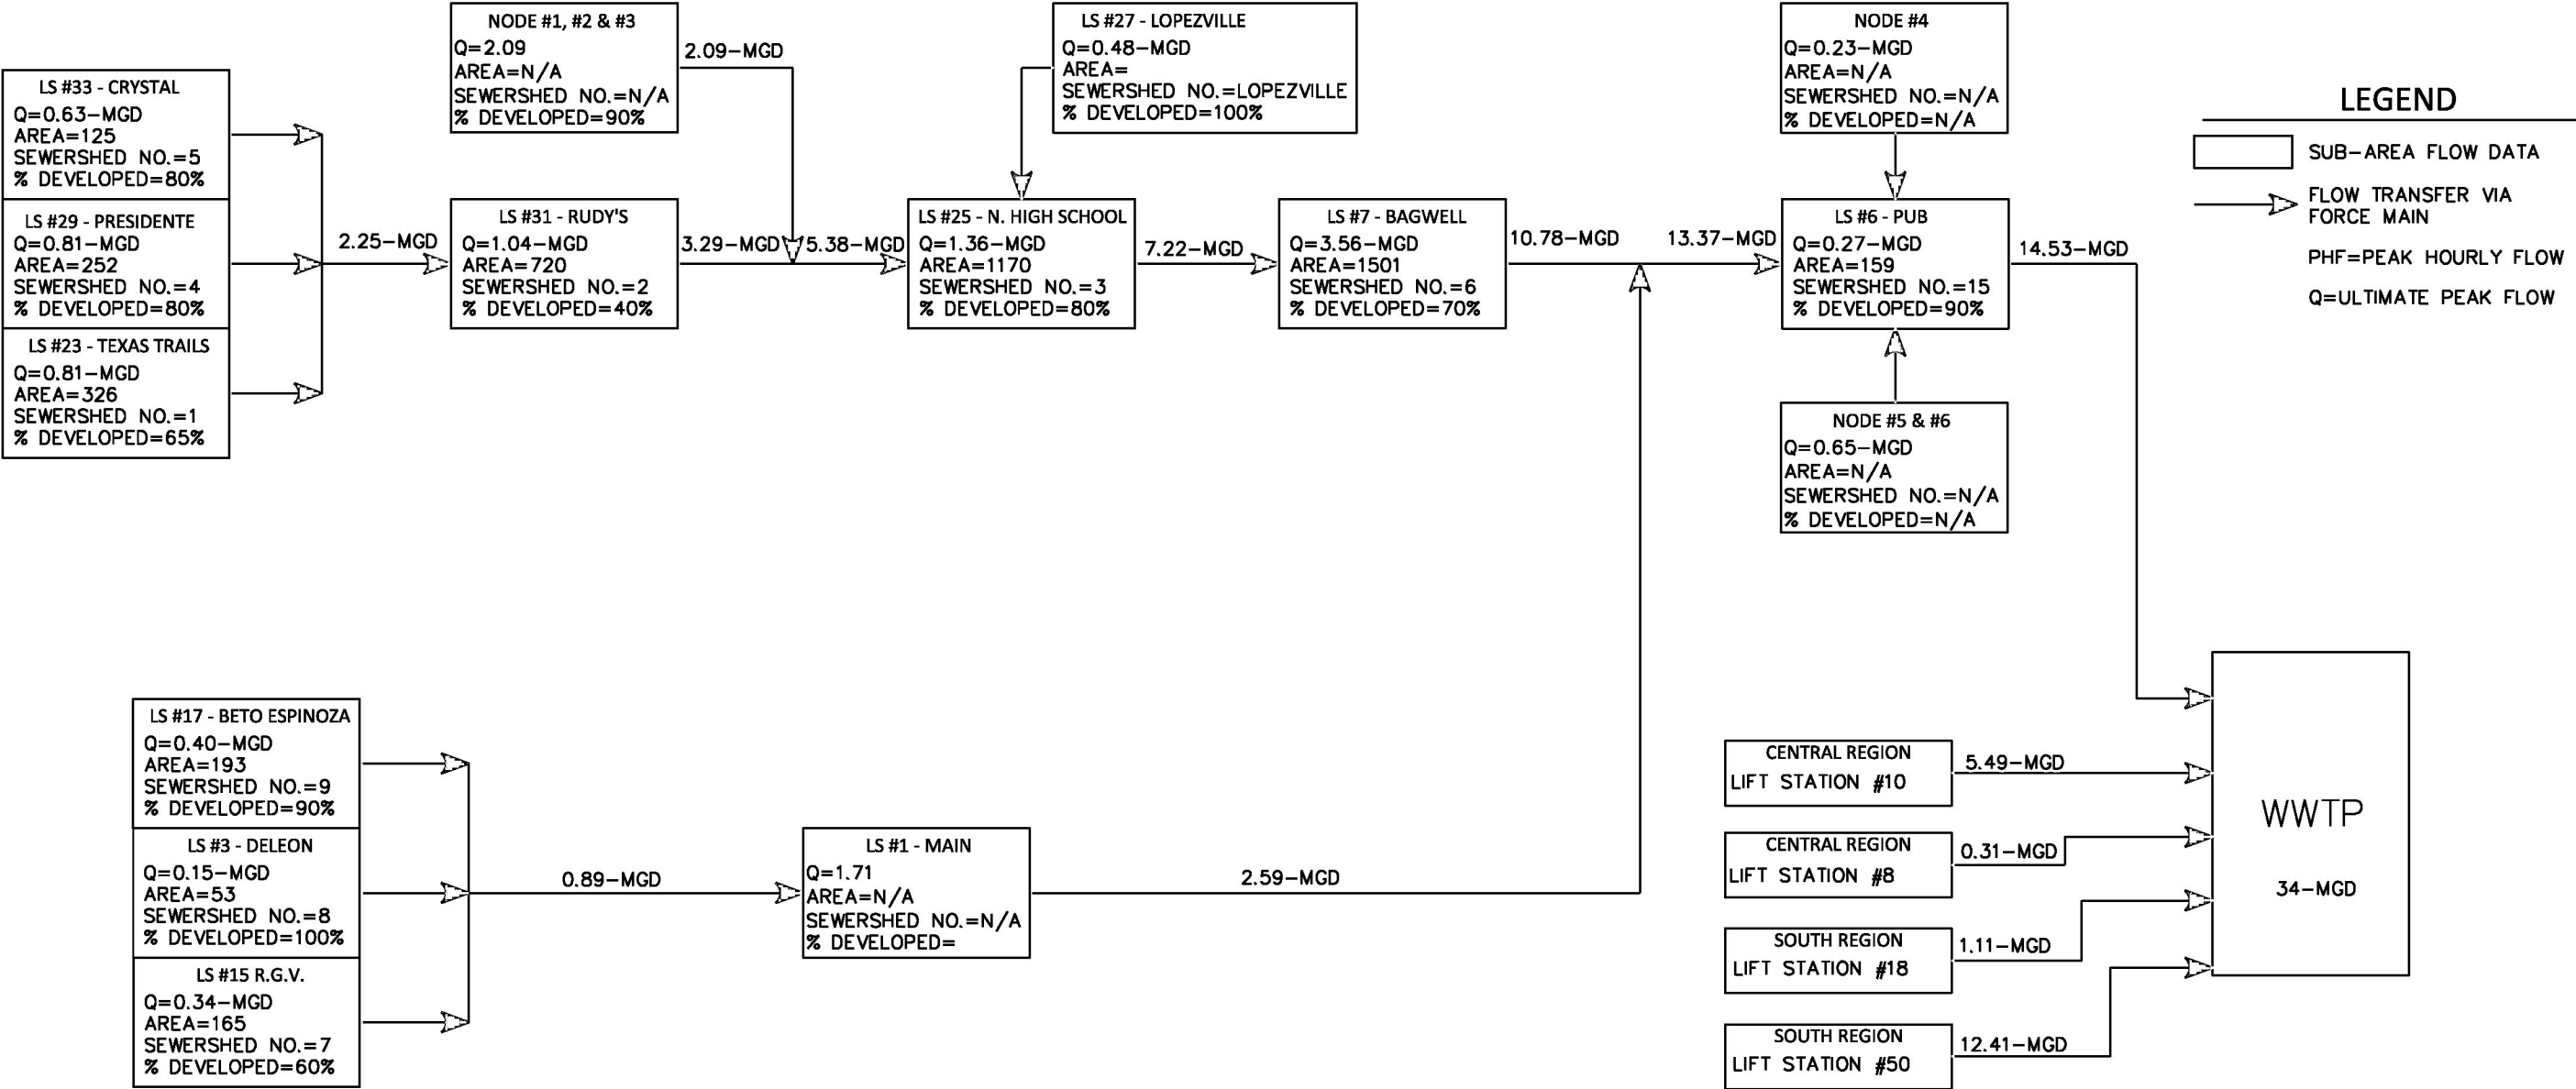 NODE #1, #2 & #3
Q=2.09
AREA=N/A
SEWERSHED NO.=N/A
% DEVELOPED=90%
2.09-MGD
LS #27 - LOPEZVILLE
Q=0.48-MGD
AREA=
SEWERSHED NO.=LOPEZVILLE
% DEVELOPED=100%
NODE #4
Q=0.23-MGD
AREA=N/A
SEWERSHED NO.=N/A
% DEVELOPED=N/A
LEGEND
SUB-AREA FLOW DATA
FLOW TRANSFER VIA
FORCE MAIN
PHF=PEAK HOURLY FLOW
Q=ULTIMATE PEAK FLOW
LS #33 - CRYSTAL
Q=0.63-MGD
AREA=125
SEWERSHED NO.=5
% DEVELOPED=80%
LS #29 - PRESIDENTE
Q=0.81-MGD
AREA=252
SEWERSHED NO.=4
% DEVELOPED=80%
LS #23 - TEXAS TRAILS
Q=0.81-MGD
AREA=326
SEWERSHED NO.=1
% DEVELOPED=65%
2.25-MGD
LS #31 - RUDY'S
Q=1.04-MGD
AREA=720
SEWERSHED NO.=2
% DEVELOPED=40%
3.29-MGD
5.38-MGD
LS #25 - N. HIGH SCHOOL
Q=1.36-MGD
AREA=1170
SEWERSHED NO.=3
% DEVELOPED=80%
7.22-MGD
LS #7 - BAGWELL
Q=3.56-MGD
AREA=1501
SEWERSHED NO.=6
% DEVELOPED=70%
10.78-MGD
13.37-MGD
LS #6 - PUB
Q=0.27-MGD
AREA=159
SEWERSHED NO.=15
% DEVELOPED=90%
14.53-MGD
NODE #5 & #6
Q=0.65-MGD
AREA=N/A
SEWERSHED NO.=N/A
% DEVELOPED=N/A
LS #17 - BETO ESPINOZA
Q=0.40-MGD
AREA=193
SEWERSHED NO.=9
% DEVELOPED=90%
LS #3 - DELEON
Q=0.15-MGD
AREA=53
SEWERSHED NO.=8
% DEVELOPED=100%
LS #15 R.G.V.
Q=0.34-MGD
AREA=165
SEWERSHED NO.=7
% DEVELOPED=60%
0.89-MGD
LS #1 - MAIN
Q=1.71
AREA=N/A
SEWERSHED NO.=N/A
% DEVELOPED=
2.59-MGD
CENTRAL REGION
LIFT STATION #10
5.49-MGD
CENTRAL REGION
LIFT STATION #8
0.31-MGD
SOUTH REGION
LIFT STATION #18
1.11-MGD
SOUTH REGION
LIFT STATION #50
12.41-MGD
WWTP
34-MGD